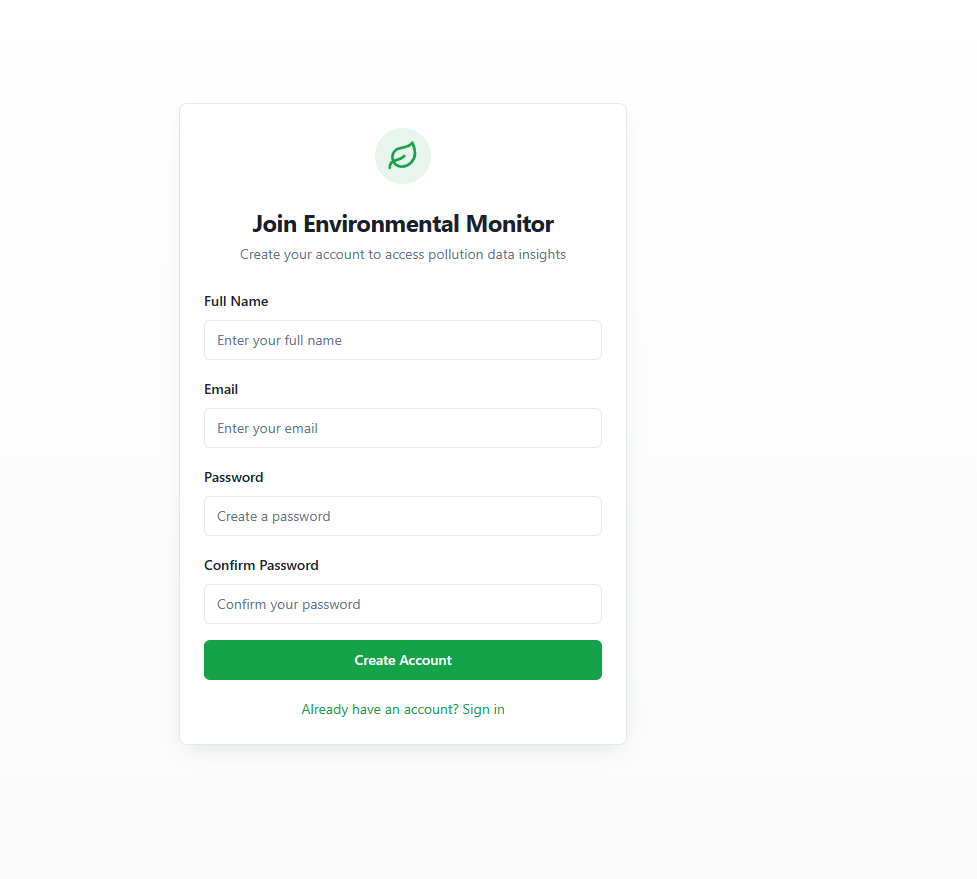 Join Environmental Monitor
Create your account to access pollution data insights
Full Name
Enter your full name
Email
Enter your email
Password
Create a password
Confirm Password
Confirm your password
Create Account
Already have an account? Sign in